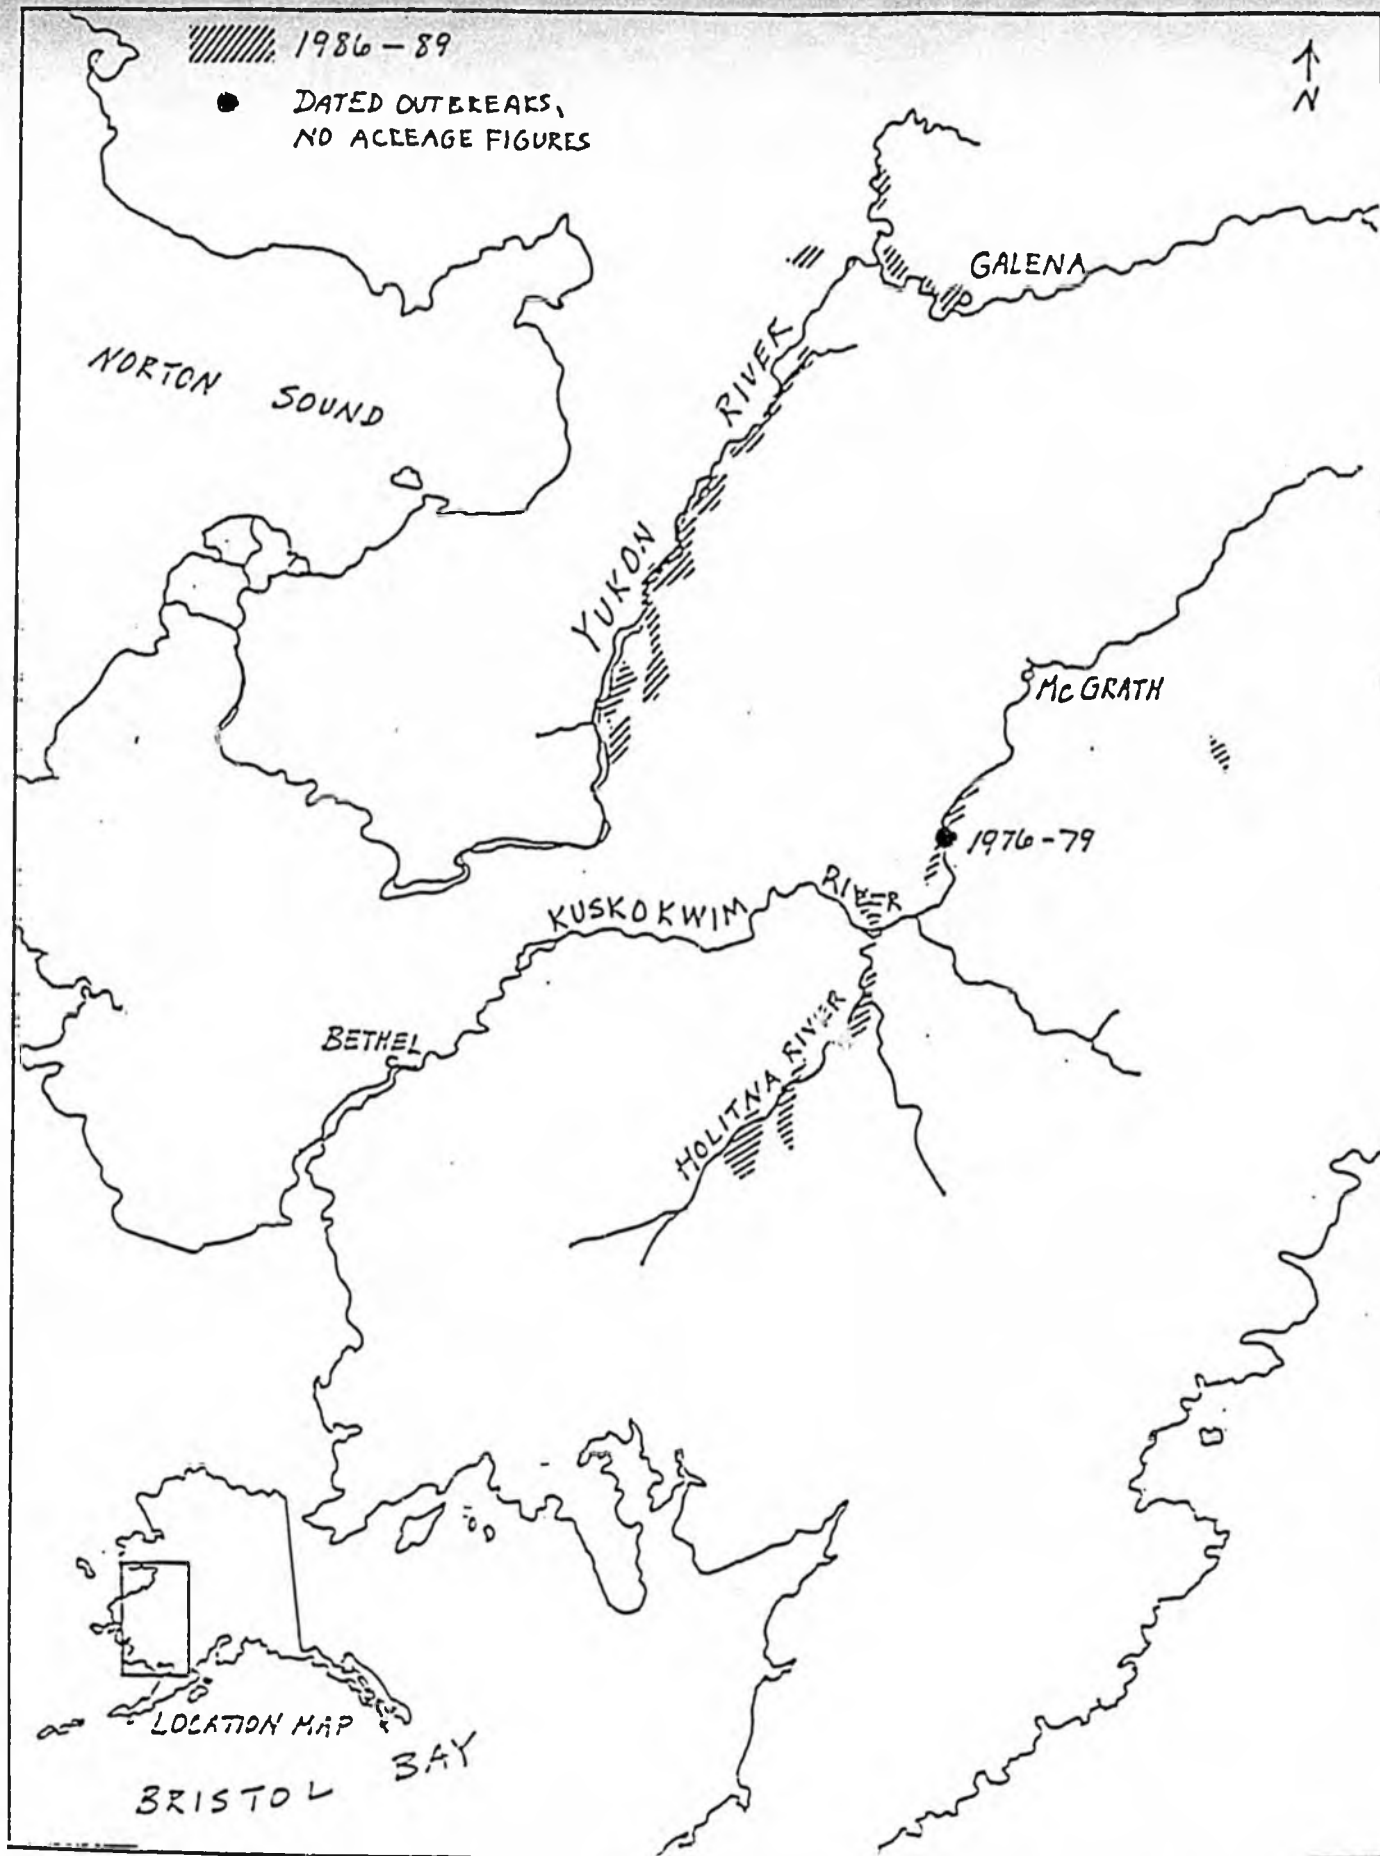 1986-89
DATED OUTBREAKS,
NO ACREAGE FIGURES
N
GALENA
NORTON SOUND
YUKON RIVER
McGRATH
1976-79
KUSKOKWIM RIVER
BETHEL
HOLITNA RIVER
LOCATION MAP
BRISTOL BAY